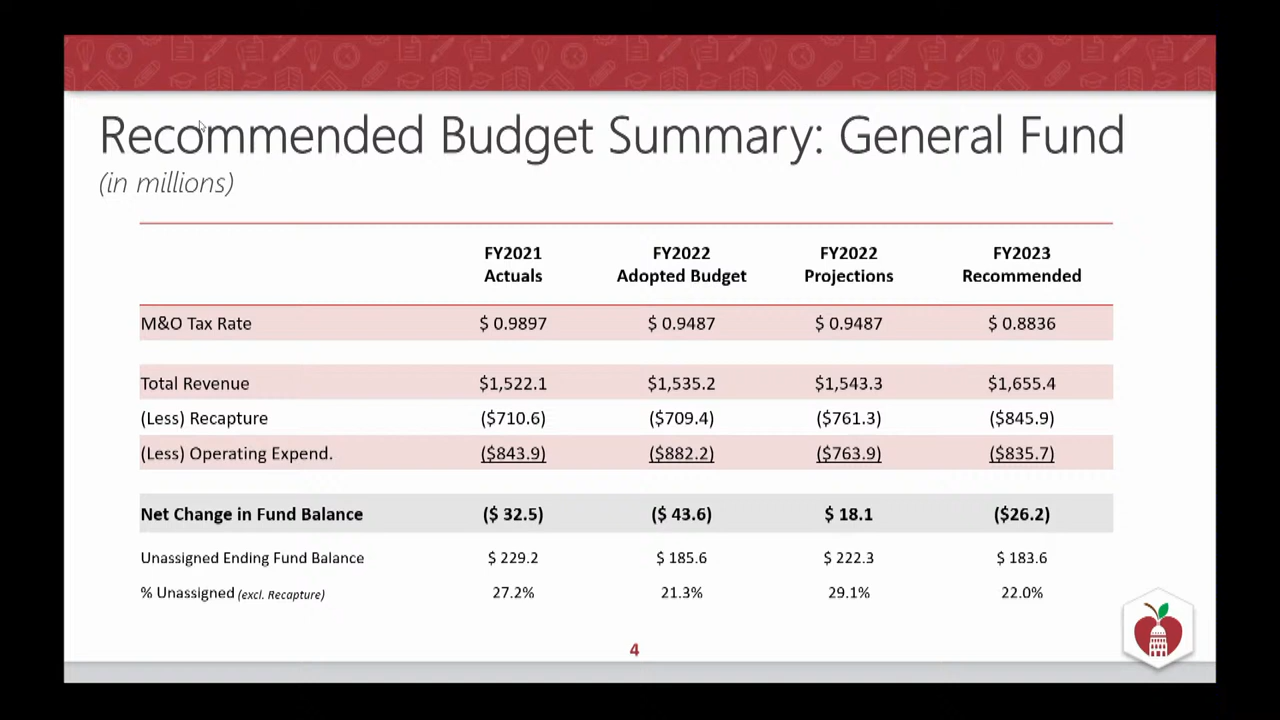 Recommended Budget Summary: General Fund
(in millions)
FY2021 Actuals FY2022 Adopted Budget FY2022 Projections FY2023 Recommended
M&O Tax Rate $ 0.9897 $ 0.9487 $ 0.9487 $ 0.8836
Total Revenue $1,522.1 $1,535.2 $1,543.3 $1,655.4
(Less) Recapture ($710.6) ($709.4) ($761.3) ($845.9)
(Less) Operating Expend. ($843.9) ($882.2) ($763.9) ($835.7)
Net Change in Fund Balance ($ 32.5) ($ 43.6) $ 18.1 ($26.2)
Unassigned Ending Fund Balance $ 229.2 $ 185.6 $ 222.3 $ 183.6
% Unassigned (excl. Recapture) 27.2% 21.3% 29.1% 22.0%
4